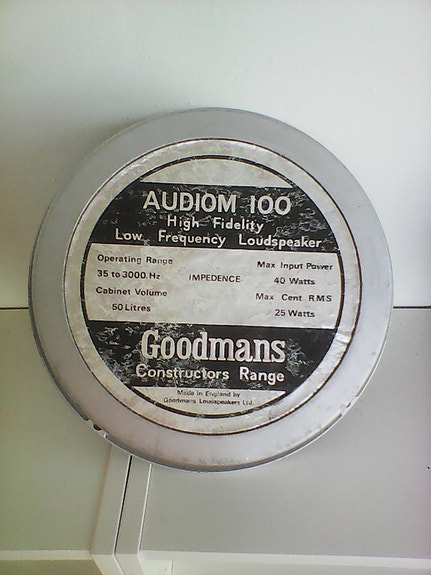 AUDIOM 100
High Fidelity
Low Frequency Loudspeaker
Operating Range
35 to 3000.Hz
Cabinet Volume
50 Litres
IMPEDENCE
Max Input Power
40 Watts
Max Cent RMS
25 Watts
Goodmans
Constructors Range
Made in England by
Goodmans Loudspeakers Ltd.